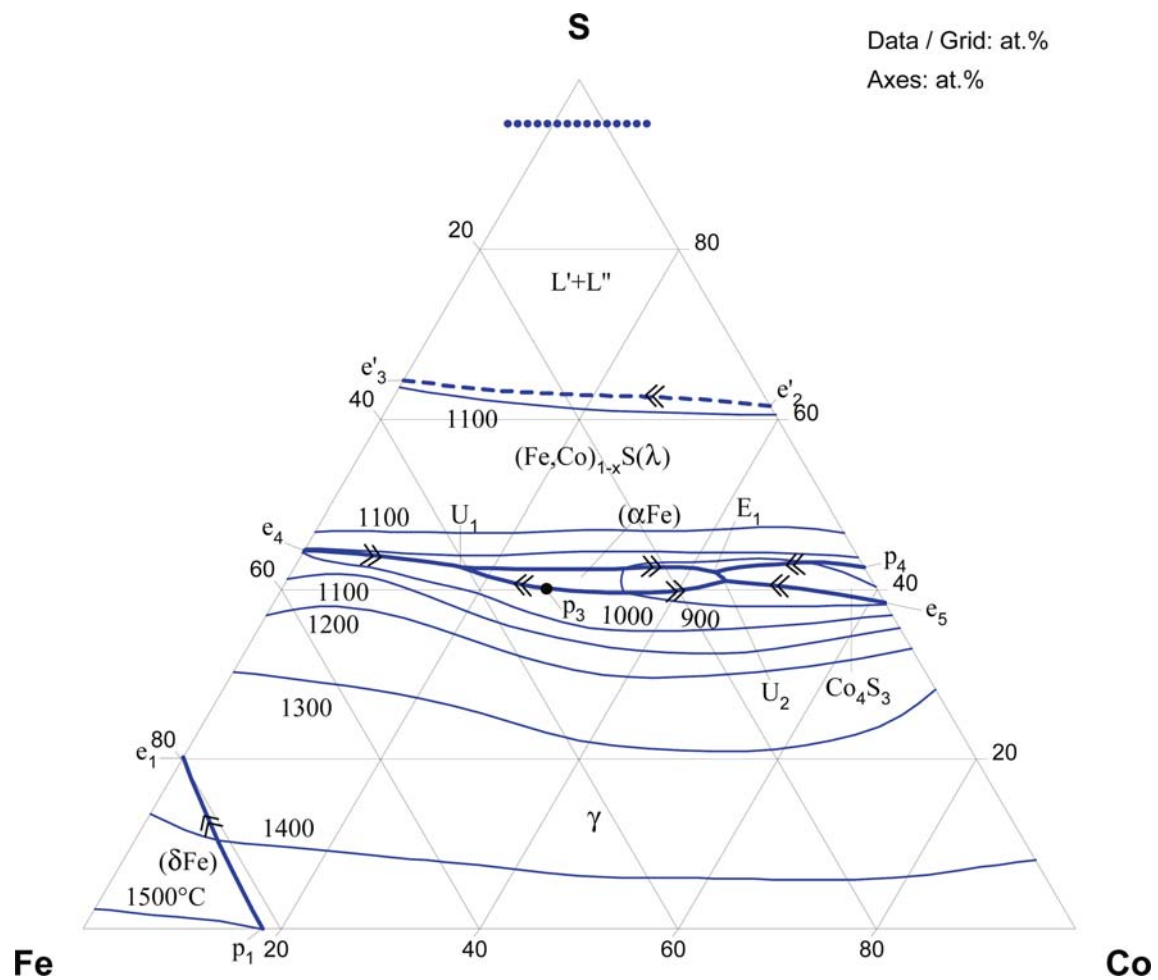 S
Data / Grid: at.%
Axes: at.%
20
80
L'+L''
e'3
e'2
40
60
1100
(Fe,Co)1-xS(λ)
1100
U1
(αFe)
E1
e4
p4
60
40
1100
p3
1000
900
e5
1200
U2
Co4S3
1300
80
e1
20
1400
γ
(δFe)
1500°C
p1
20
40
60
80
Fe
Co